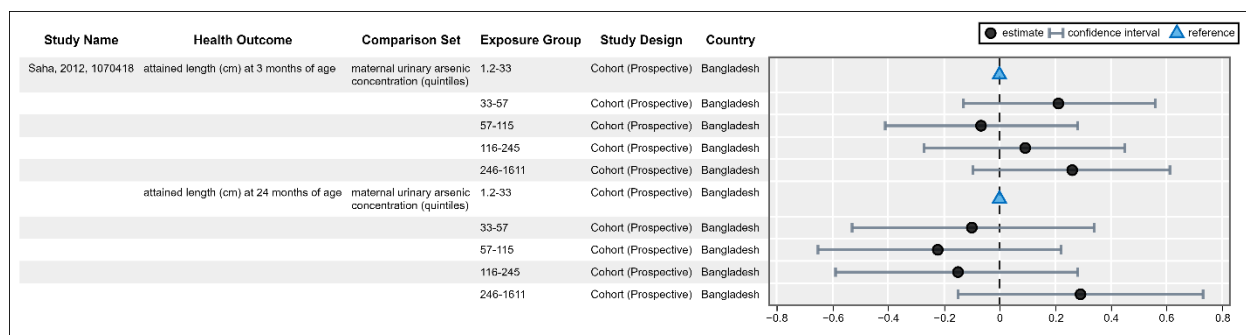 estimate confidence interval reference
Study Name Health Outcome Comparison Set Exposure Group Study Design Country
Saha, 2012, 1070418 attained length (cm) at 3 months of age maternal urinary arsenic 1.2-33 Cohort (Prospective) Bangladesh
concentration (quintiles)
33-57 Cohort (Prospective) Bangladesh
57-115 Cohort (Prospective) Bangladesh
116-245 Cohort (Prospective) Bangladesh
246-1611 Cohort (Prospective) Bangladesh
attained length (cm) at 24 months of age maternal urinary arsenic 1.2-33 Cohort (Prospective) Bangladesh
concentration (quintiles)
33-57 Cohort (Prospective) Bangladesh
57-115 Cohort (Prospective) Bangladesh
116-245 Cohort (Prospective) Bangladesh
246-1611 Cohort (Prospective) Bangladesh
−0.8 −0.6 −0.4 −0.2 0 0.2 0.4 0.6 0.8